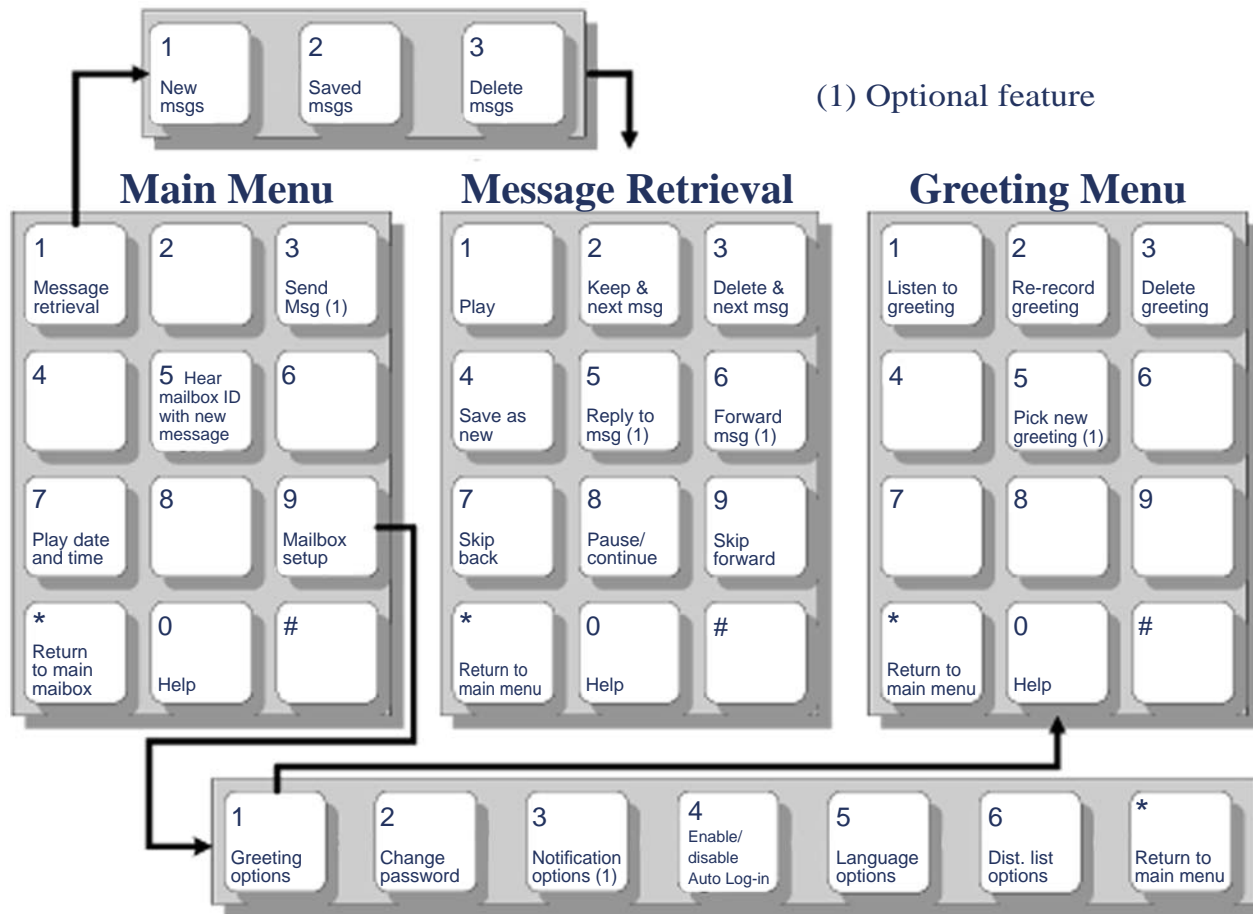 1
New
msgs
2
Saved
msgs
3
Delete
msgs
(1) Optional feature
Main Menu
1
Message
retrieval
2
3
Send
Msg (1)
4
5 Hear
mailbox ID
with new
message
6
7
Play date
and time
8
9
Mailbox
setup
*
Return
to main
maibox
0
Help
#
Message Retrieval
1
Play
2
Keep &
next msg
3
Delete &
next msg
4
Save as
new
5
Reply to
msg (1)
6
Forward
msg (1)
7
Skip
back
8
Pause/
continue
9
Skip
forward
*
Return to
main menu
0
Help
#
Greeting Menu
1
Listen to
greeting
2
Re-record
greeting
3
Delete
greeting
4
5
Pick new
greeting (1)
6
7
8
9
*
Return to
main menu
0
Help
#
1
Greeting
options
2
Change
password
3
Notification
options (1)
4
Enable/
disable
Auto Log-in
5
Language
options
6
Dist. list
options
*
Return to
main menu